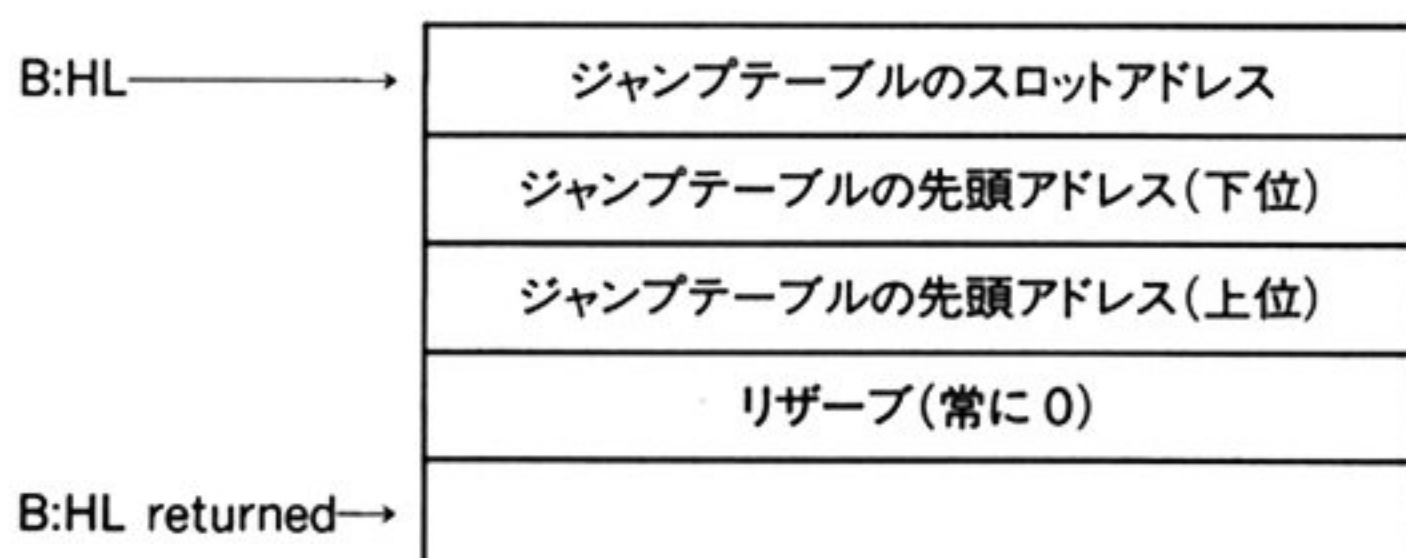 B:HL ジャンプテーブルのスロットアドレス
ジャンプテーブルの先頭アドレス(下位)
ジャンプテーブルの先頭アドレス(上位)
リザーブ(常に0)
B:HL returned